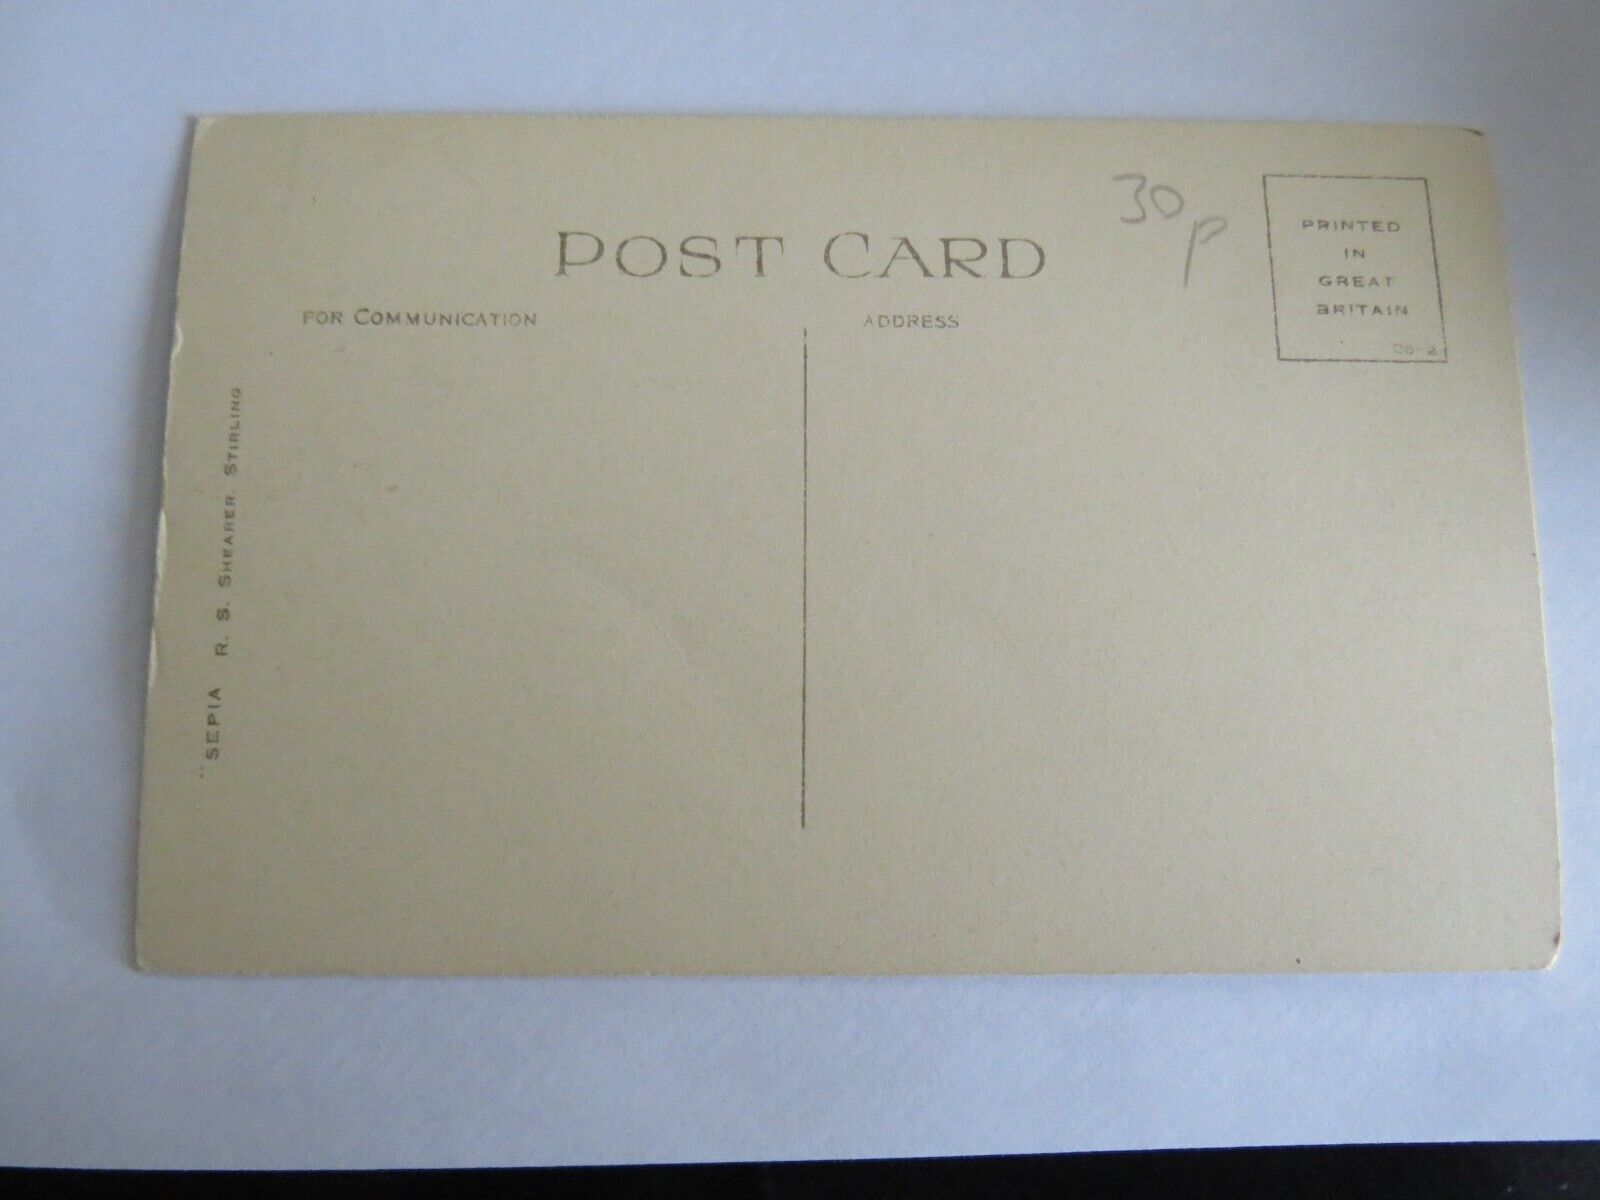 30p
POST CARD
FOR COMMUNICATION
ADDRESS
PRINTED
IN
GREAT
BRITAIN
"SEPIA R. S. SHEARER, STIRLING